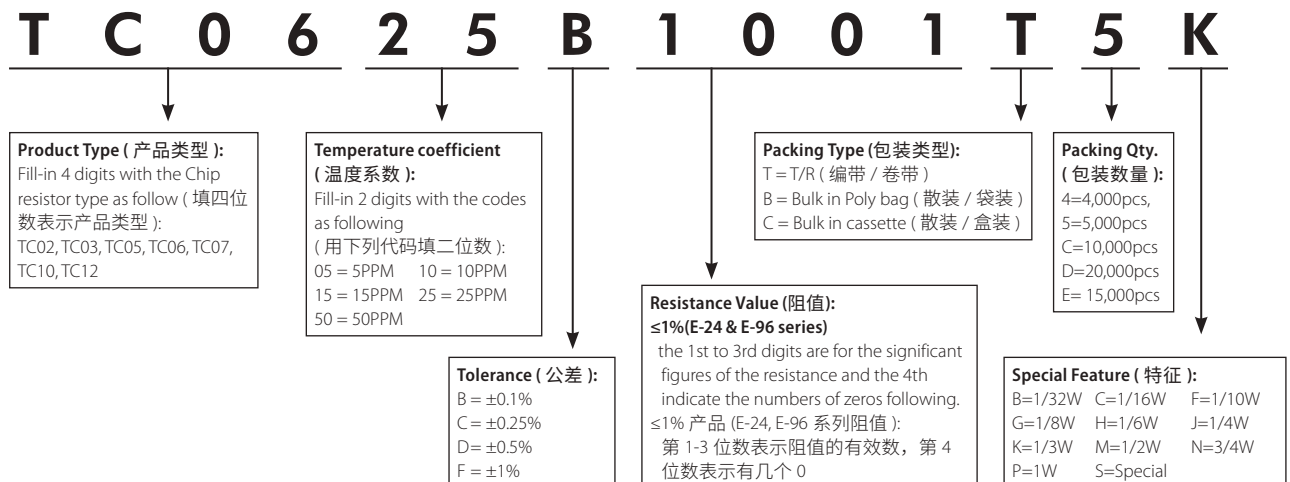 T C 0 6 2 5 B 1 0 0 1 T 5 K
Product Type ( 产品类型 ):
Fill-in 4 digits with the Chip
resistor type as follow ( 填四位
数表示产品类型 ):
TC02, TC03, TC05, TC06, TC07,
TC10, TC12
Temperature coefficient
( 温度系数 ):
Fill-in 2 digits with the codes
as following
( 用下列代码填二位数 ):
05 = 5PPM 10 = 10PPM
15 = 15PPM 25 = 25PPM
50 = 50PPM
Tolerance ( 公差 ):
B = ±0.1%
C = ±0.25%
D= ±0.5%
F = ±1%
Resistance Value (阻值):
≤1%(E-24 & E-96 series)
the 1st to 3rd digits are for the significant
figures of the resistance and the 4th
indicate the numbers of zeros following.
≤1% 产品 (E-24, E-96 系列阻值 ):
第 1-3 位数表示阻值的有效数，第 4
位数表示有几个 0
Packing Type (包装类型):
T = T/R ( 编带 / 卷带 )
B = Bulk in Poly bag ( 散装 / 袋装 )
C = Bulk in cassette ( 散装 / 盒装 )
Packing Qty.
( 包装数量 ):
4=4,000pcs,
5=5,000pcs
C=10,000pcs
D=20,000pcs
E= 15,000pcs
Special Feature ( 特征 ):
B=1/32W C=1/16W F=1/10W
G=1/8W H=1/6W J=1/4W
K=1/3W M=1/2W N=3/4W
P=1W S=Special